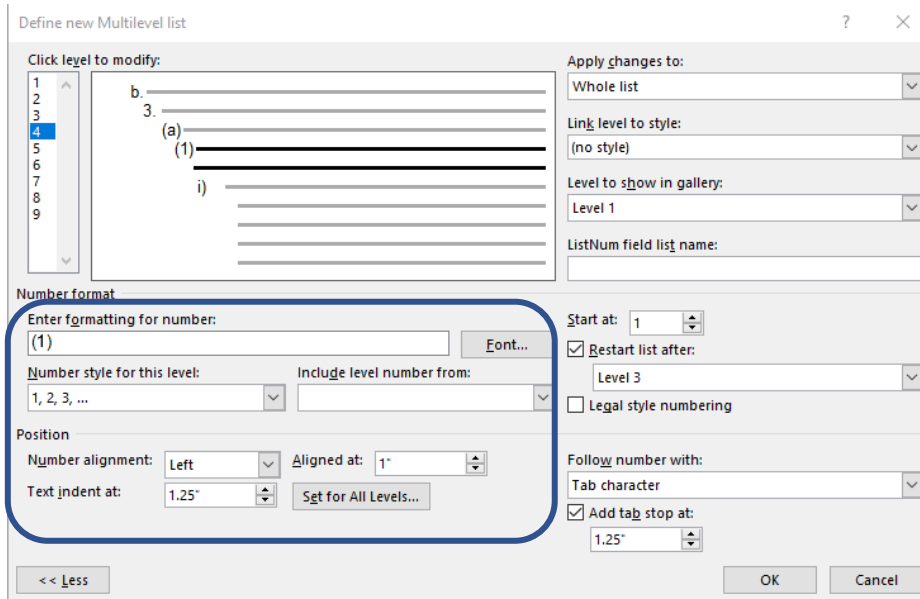 Define new Multilevel list
? ×
Click level to modify:
1
2
3
4
5
6
7
8
9
b.
3.
(a)
(1)
i)
Apply changes to:
Whole list
Link level to style:
(no style)
Level to show in gallery:
Level 1
ListNum field list name:
Number format
Enter formatting for number:
(1)
Font...
Number style for this level:
Include level number from:
1, 2, 3, ...
Start at: 1
Restart list after:
Level 3
Legal style numbering
Position
Number alignment: Left
Aligned at: 1"
Text indent at: 1.25"
Set for All Levels...
Follow number with:
Tab character
Add tab stop at:
1.25"
<< Less
OK
Cancel